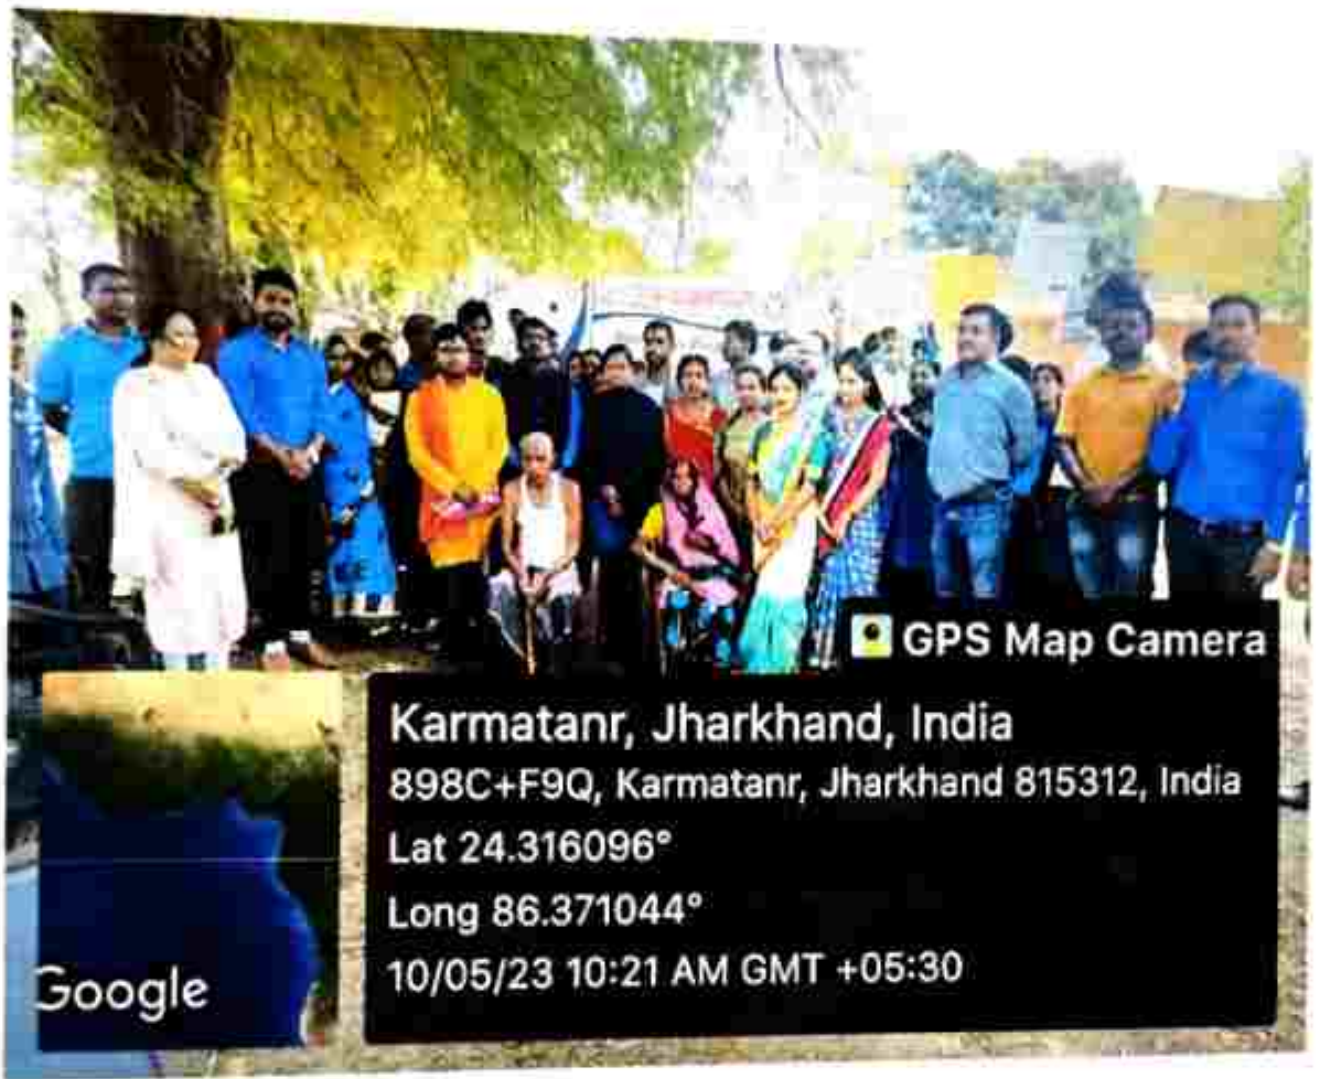 GPS Map Camera
Karmatanr, Jharkhand, India
898C+F9Q, Karmatanr, Jharkhand 815312, India
Lat 24.316096°
Long 86.371044°
10/05/23 10:21 AM GMT +05:30
Google